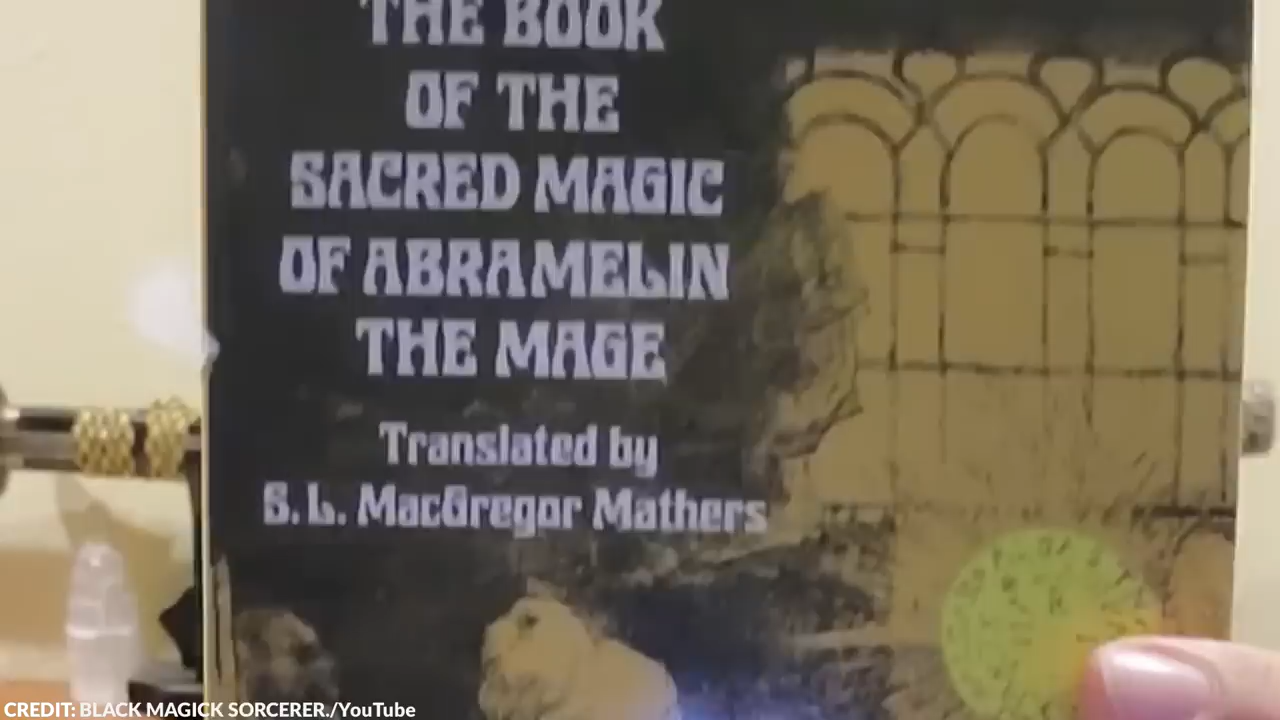 THE BOOK
OF THE
SACRED MAGIC
OF ABRAMELIN
THE MAGE
Translated by
S. L. MacGregor Mathers
CREDIT: BLACK MAGICK SORCERER./YouTube